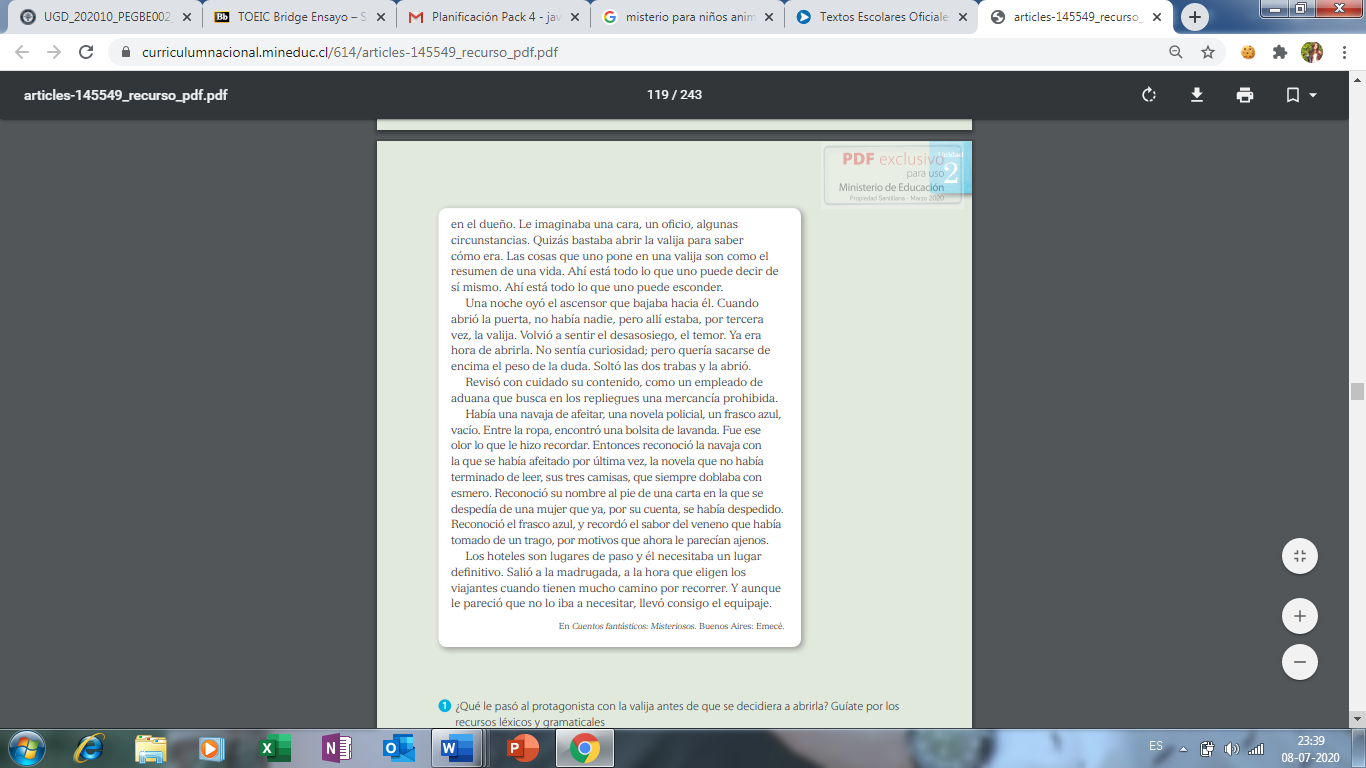 UGD_202010_PEGBE002_
TOEIC Bridge Ensayo – S
Planificación Pack 4 - jav
misterio para niños anim
Textos Escolares Oficiale
articles-145549_recurso_
curriculumnacional.mineduc.cl/614/articles-145549_recurso_pdf.pdf
articles-145549_recurso_pdf.pdf
119 / 243
PDF exclusivo
para uso
Ministerio de Educación
Propiedad Santillana - Marzo 2020
Unidad
2
en el dueño. Le imaginaba una cara, un oficio, algunas
circunstancias. Quizás bastaba abrir la valija para saber
cómo era. Las cosas que uno pone en una valija son como el
resumen de una vida. Ahí está todo lo que uno puede decir de
sí mismo. Ahí está todo lo que uno puede esconder.
Una noche oyó el ascensor que bajaba hacia él. Cuando
abrió la puerta, no había nadie, pero allí estaba, por tercera
vez, la valija. Volvió a sentir el desasosiego, el temor. Ya era
hora de abrirla. No sentía curiosidad; pero quería sacarse de
encima el peso de la duda. Soltó las dos trabas y la abrió.
Revisó con cuidado su contenido, como un empleado de
aduana que busca en los repliegues una mercancía prohibida.
Había una navaja de afeitar, una novela policial, un frasco azul,
vacío. Entre la ropa, encontró una bolsita de lavanda. Fue ese
olor lo que le hizo recordar. Entonces reconoció la navaja con
la que se había afeitado por última vez, la novela que no había
terminado de leer, sus tres camisas, que siempre doblaba con
esmero. Reconoció su nombre al pie de una carta en la que se
despedía de una mujer que ya, por su cuenta, se había despedido.
Reconoció el frasco azul, y recordó el sabor del veneno que había
tomado de un trago, por motivos que ahora le parecían ajenos.
Los hoteles son lugares de paso y él necesitaba un lugar
definitivo. Salió a la madrugada, a la hora que eligen los
viajantes cuando tienen mucho camino por recorrer. Y aunque
le pareció que no lo iba a necesitar, llevó consigo el equipaje.
En Cuentos fantásticos: Misteriosos. Buenos Aires: Emecé.
1 ¿Qué le pasó al protagonista con la valija antes de que se decidiera a abrirla? Guíate por los
recursos léxicos y gramaticales
ES
23:39
08-07-2020